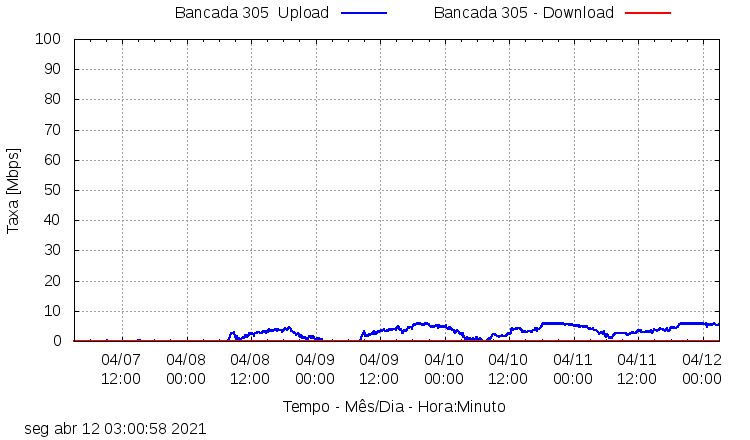 Bancada 305  Upload Bancada 305 - Download
100
90
80
70
60
50
40
30
20
10
0
Taxa [Mbps]
04/07 04/08 04/08 04/09 04/09 04/10 04/10 04/11 04/11 04/12
12:00 00:00 12:00 00:00 12:00 00:00 12:00 00:00 12:00 00:00
Tempo - Mês/Dia - Hora:Minuto
seg abr 12 03:00:58 2021